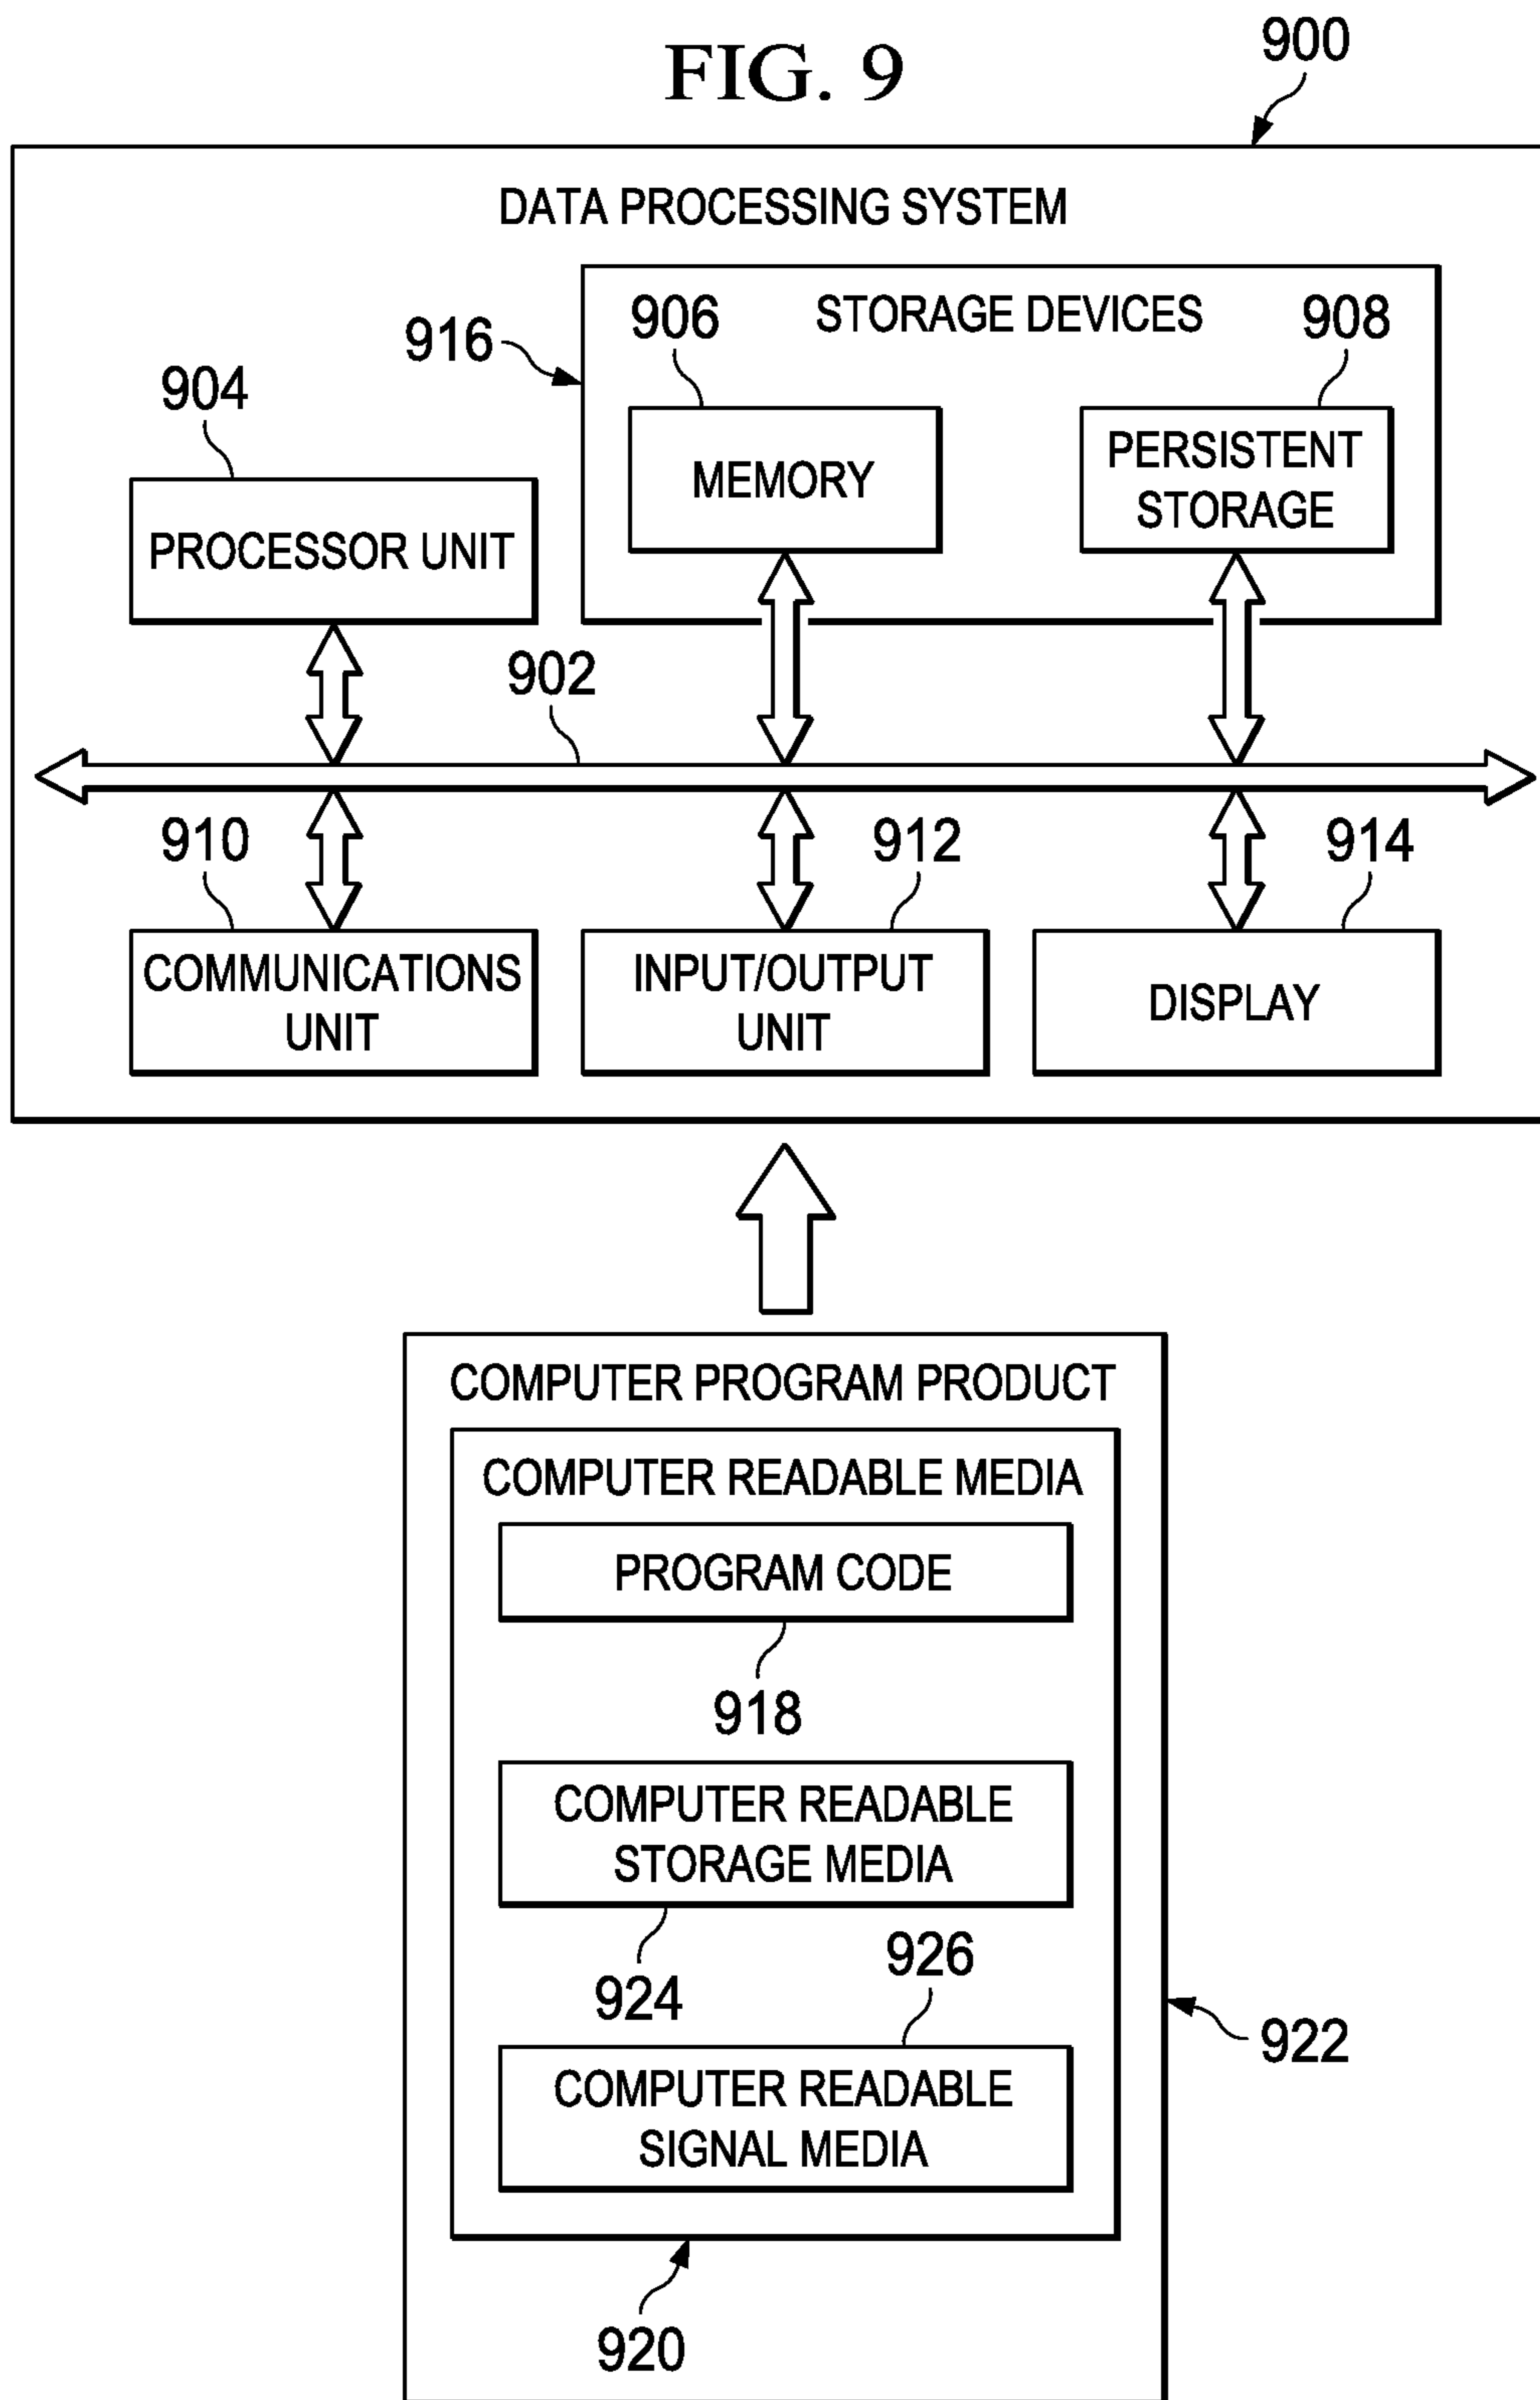 FIG. 9
900
DATA PROCESSING SYSTEM
916
906
STORAGE DEVICES
908
904
MEMORY
PERSISTENT
STORAGE
PROCESSOR UNIT
902
910
912
914
COMMUNICATIONS
UNIT
INPUT/OUTPUT
UNIT
DISPLAY
COMPUTER PROGRAM PRODUCT
COMPUTER READABLE MEDIA
PROGRAM CODE
918
COMPUTER READABLE
STORAGE MEDIA
924
926
922
COMPUTER READABLE
SIGNAL MEDIA
920